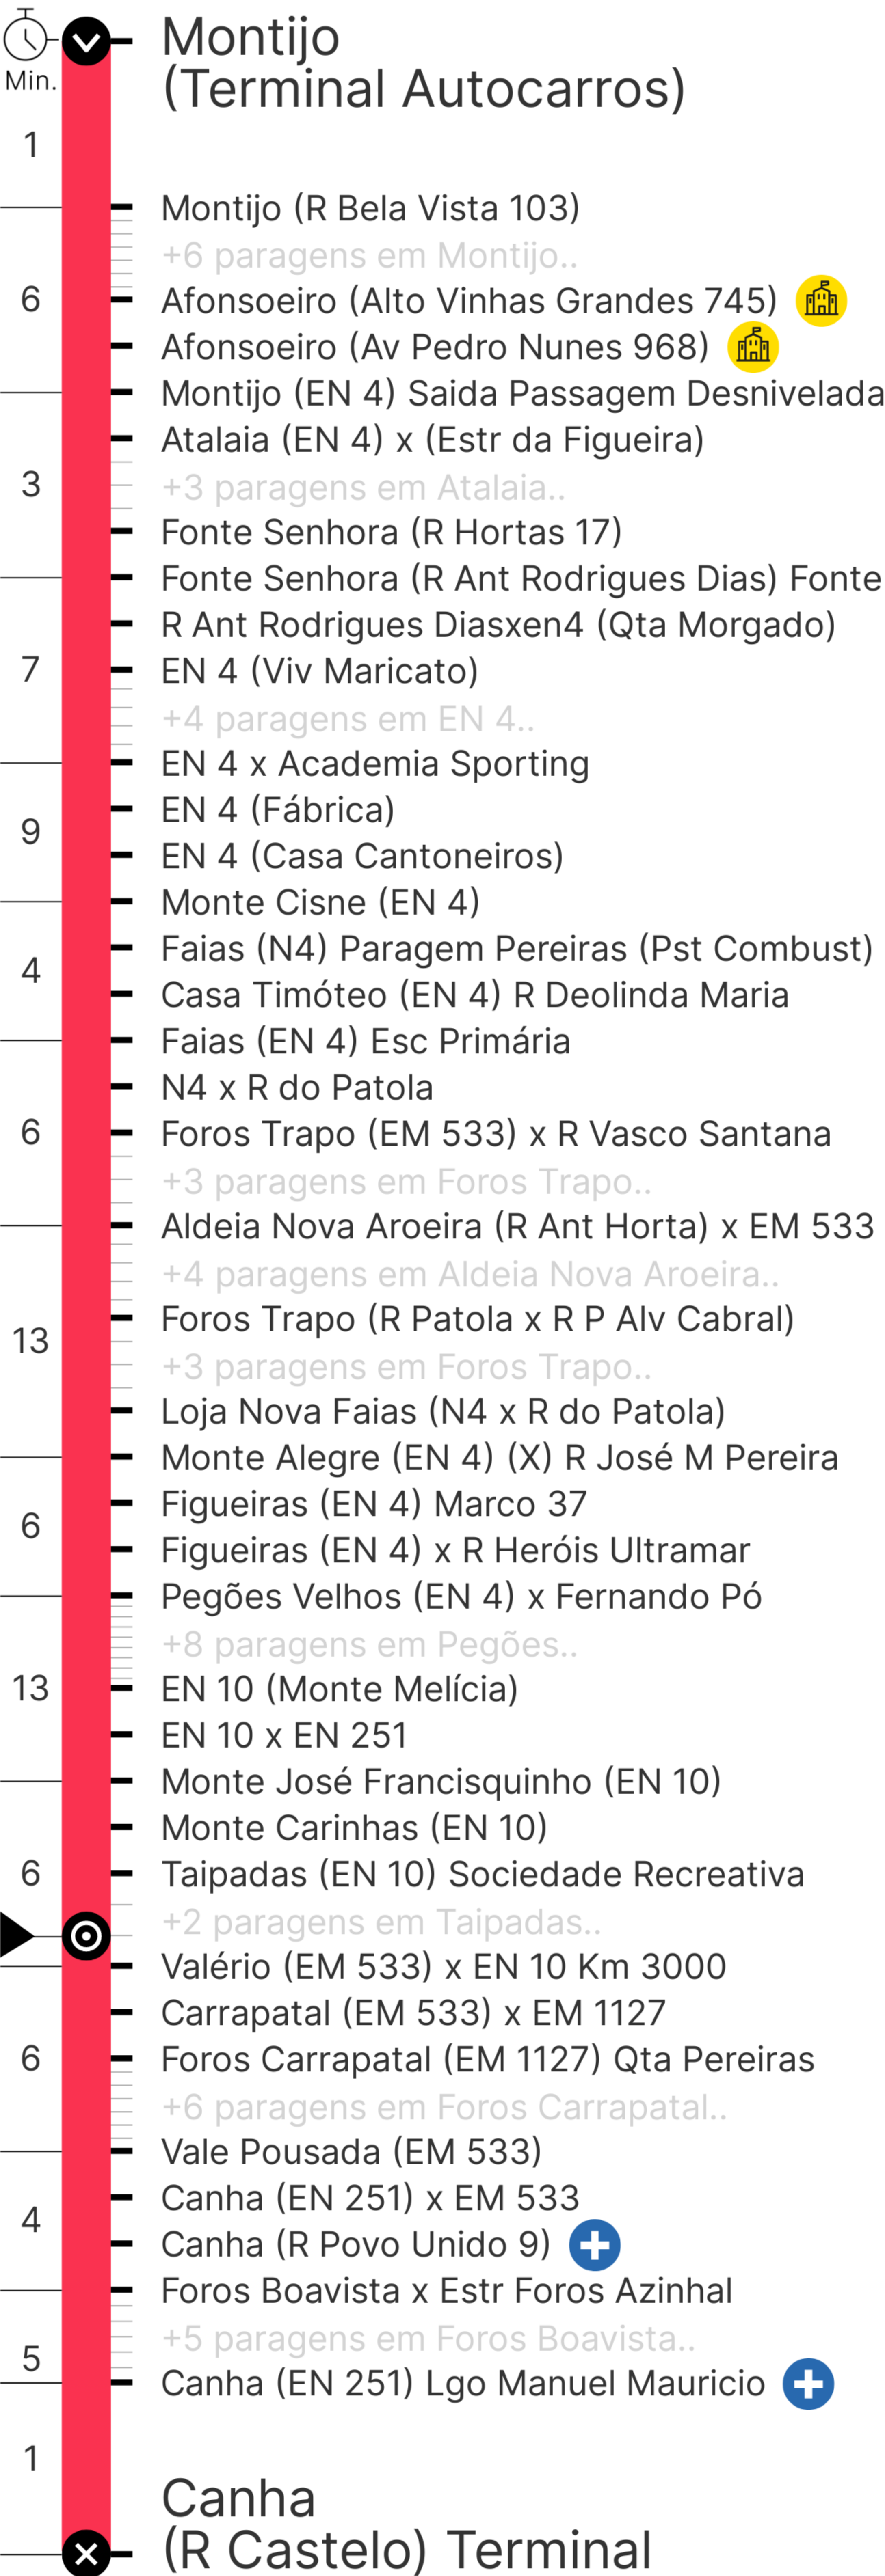 Montijo
(Terminal Autocarros)
Min.
1
Montijo (R Bela Vista 103)
+6 paragens em Montijo..
6
Afonsoeiro (Alto Vinhas Grandes 745)
Afonsoeiro (Av Pedro Nunes 968)
Montijo (EN 4) Saida Passagem Desnivelada
Atalaia (EN 4) x (Estr da Figueira)
3
+3 paragens em Atalaia..
Fonte Senhora (R Hortas 17)
Fonte Senhora (R Ant Rodrigues Dias) Fonte
R Ant Rodrigues Diasxen4 (Qta Morgado)
7
EN 4 (Viv Maricato)
+4 paragens em EN 4..
EN 4 x Academia Sporting
EN 4 (Fábrica)
9
EN 4 (Casa Cantoneiros)
Monte Cisne (EN 4)
Faias (N4) Paragem Pereiras (Pst Combust)
4
Casa Timóteo (EN 4) R Deolinda Maria
Faias (EN 4) Esc Primária
N4 x R do Patola
6
Foros Trapo (EM 533) x R Vasco Santana
+3 paragens em Foros Trapo..
Aldeia Nova Aroeira (R Ant Horta) x EM 533
+4 paragens em Aldeia Nova Aroeira..
Foros Trapo (R Patola x R P Alv Cabral)
13
+3 paragens em Foros Trapo..
Loja Nova Faias (N4 x R do Patola)
Monte Alegre (EN 4) (X) R José M Pereira
Figueiras (EN 4) Marco 37
6
Figueiras (EN 4) x R Heróis Ultramar
Pegões Velhos (EN 4) x Fernando Pó
+8 paragens em Pegões..
13
EN 10 (Monte Melícia)
EN 10 x EN 251
Monte José Francisquinho (EN 10)
Monte Carinhas (EN 10)
6
Taipadas (EN 10) Sociedade Recreativa
+2 paragens em Taipadas..
Valério (EM 533) x EN 10 Km 3000
Carrapatal (EM 533) x EM 1127
6
Foros Carrapatal (EM 1127) Qta Pereiras
+6 paragens em Foros Carrapatal..
Vale Pousada (EM 533)
Canha (EN 251) x EM 533
4
Canha (R Povo Unido 9)
Foros Boavista x Estr Foros Azinhal
+5 paragens em Foros Boavista..
5
Canha (EN 251) Lgo Manuel Mauricio
1
Canha
(R Castelo) Terminal